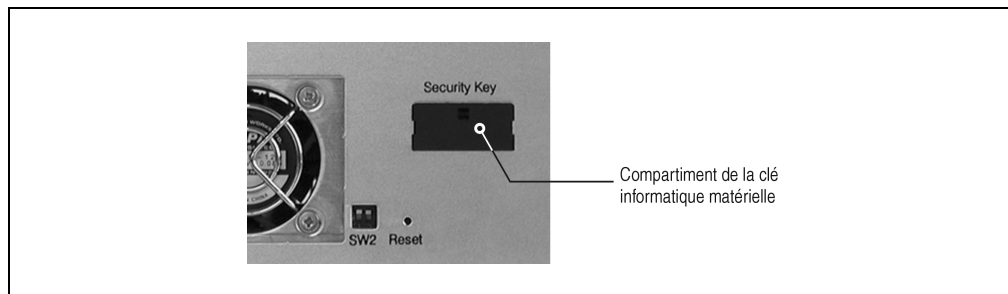 Security Key
Compartiment de la clé
informatique matérielle
SW2 Reset